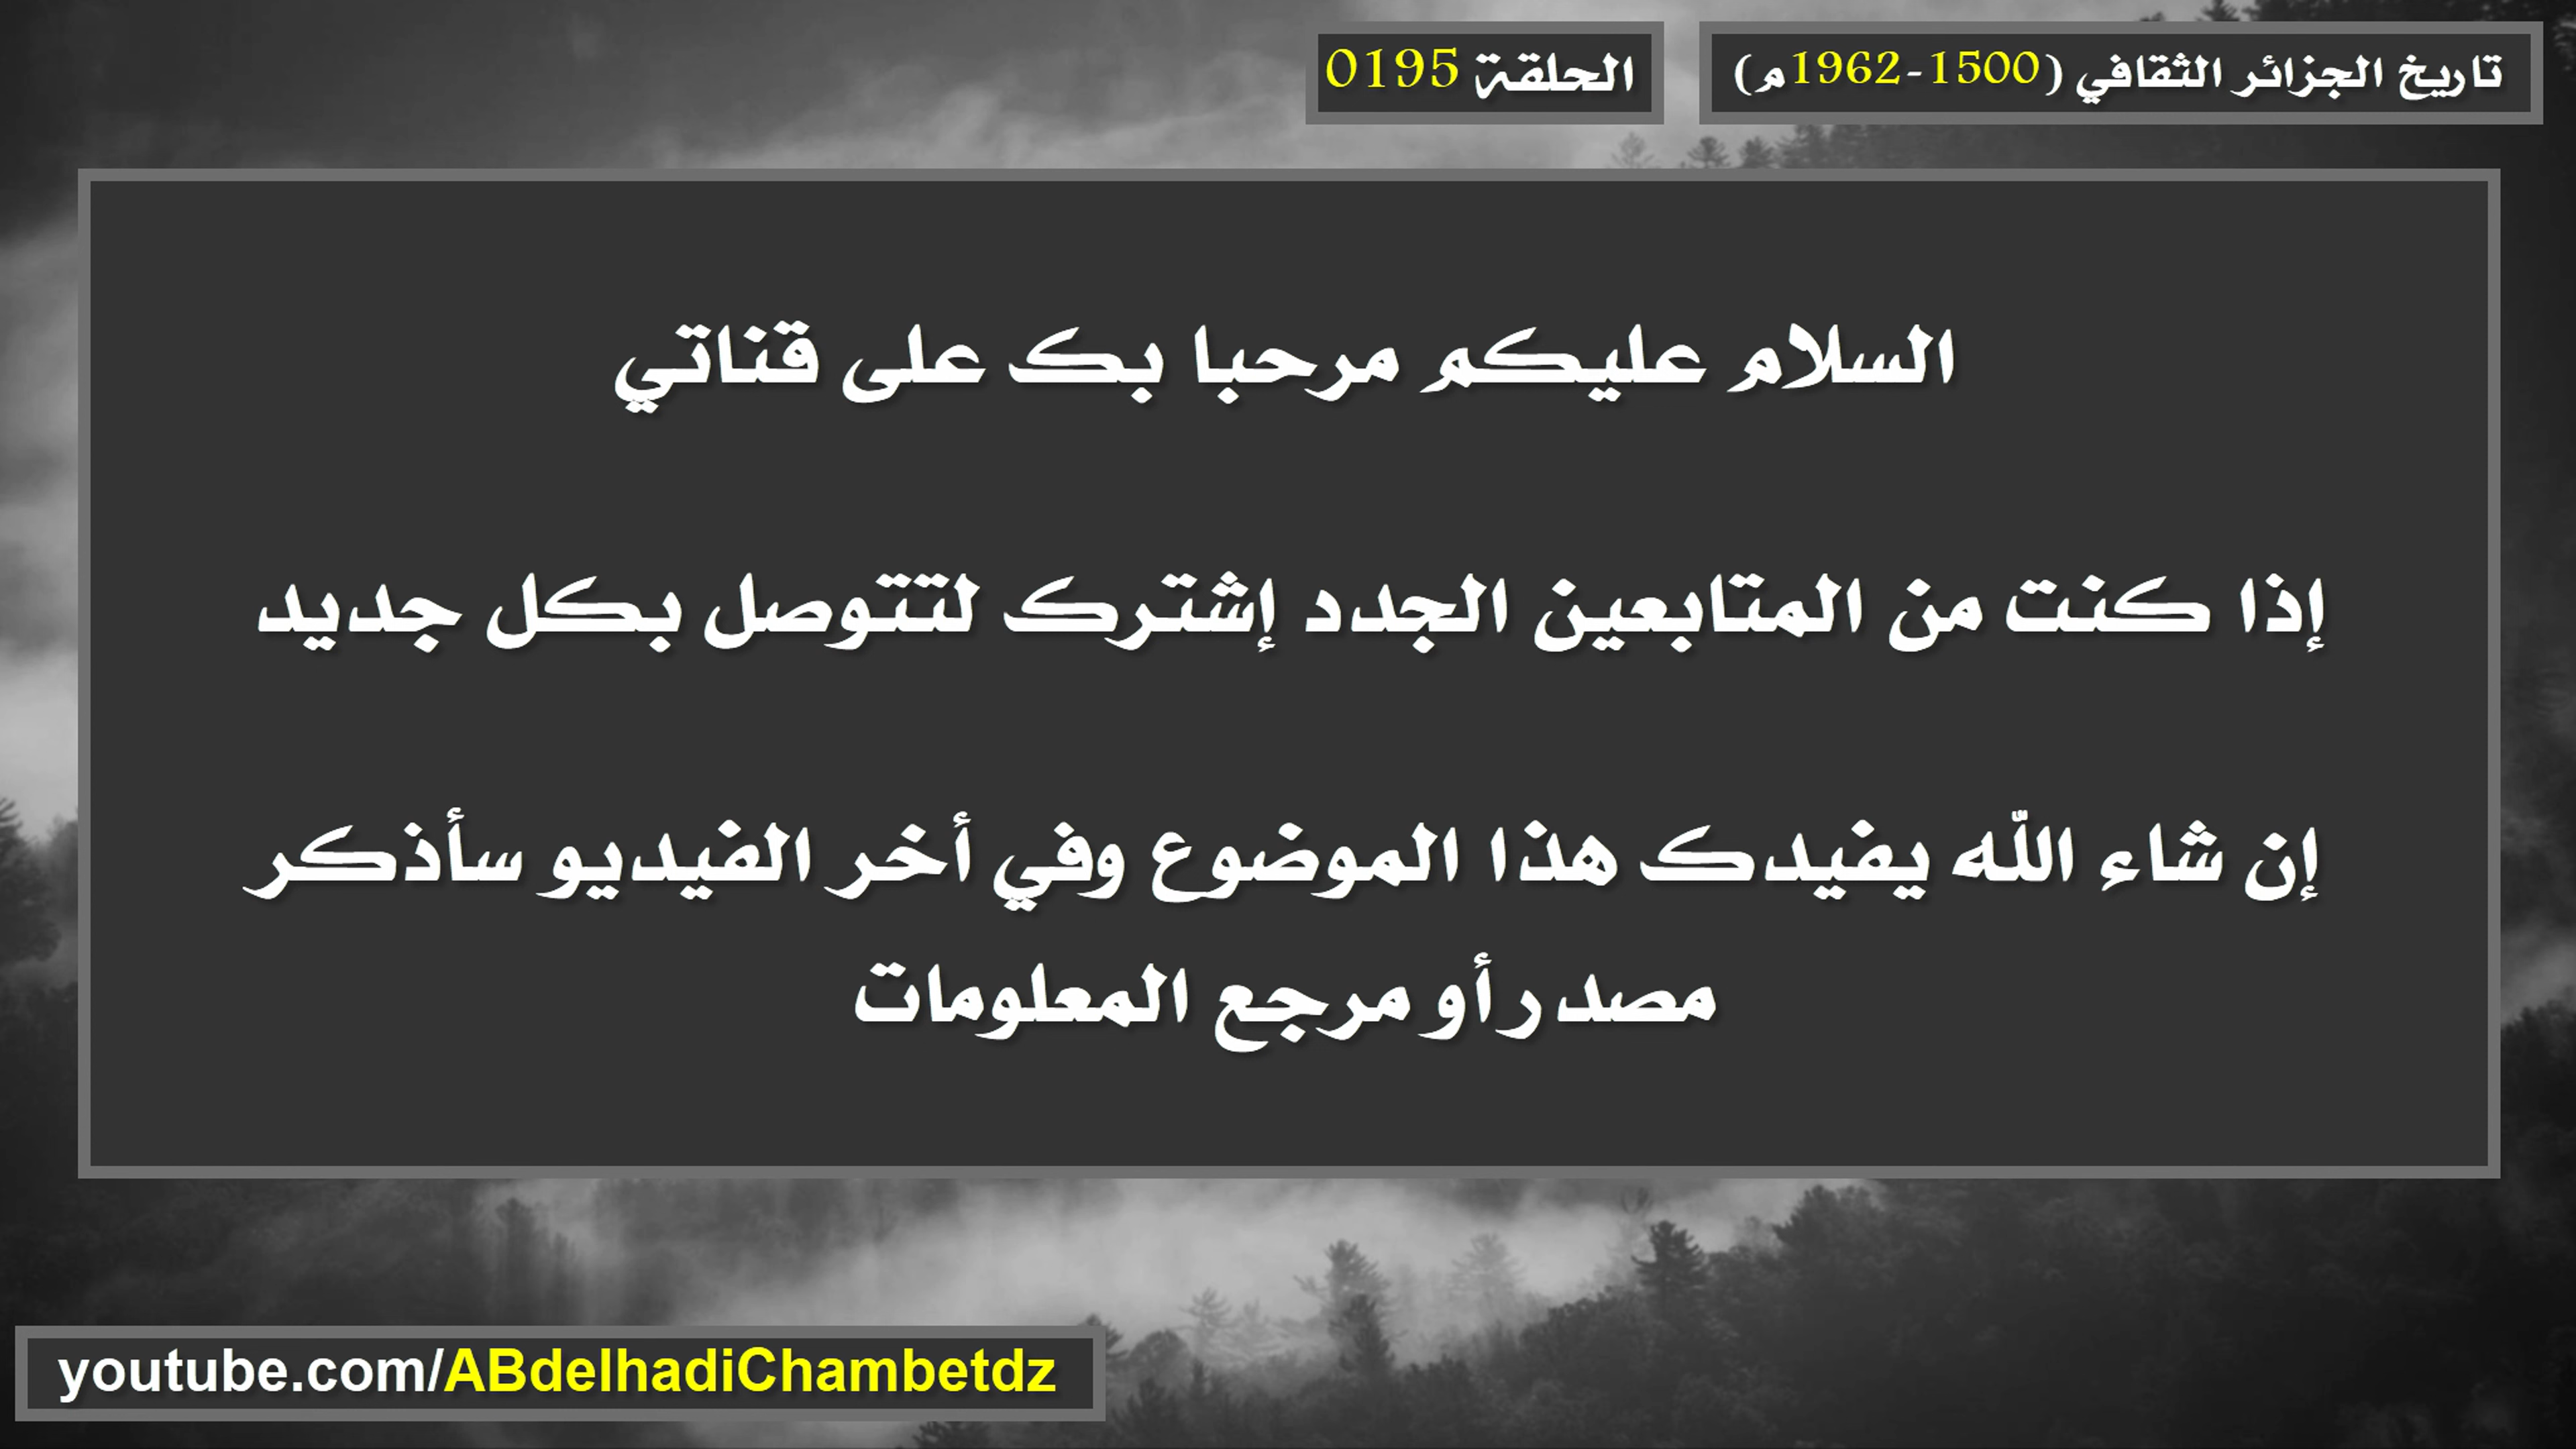 تاريخ الجزائر الثقافي (1500-1962م)
الحلقة 0195
السلام عليكم مرحبا بك على قناتي
إذا كنت من المتابعين الجدد إشترك لتتوصل بكل جديد
إن شاء الله يفيدك هذا الموضوع وفي أخر الفيديو سأذكر
مصدر أو مرجع المعلومات
youtube.com/ABdelhadiChambetdz